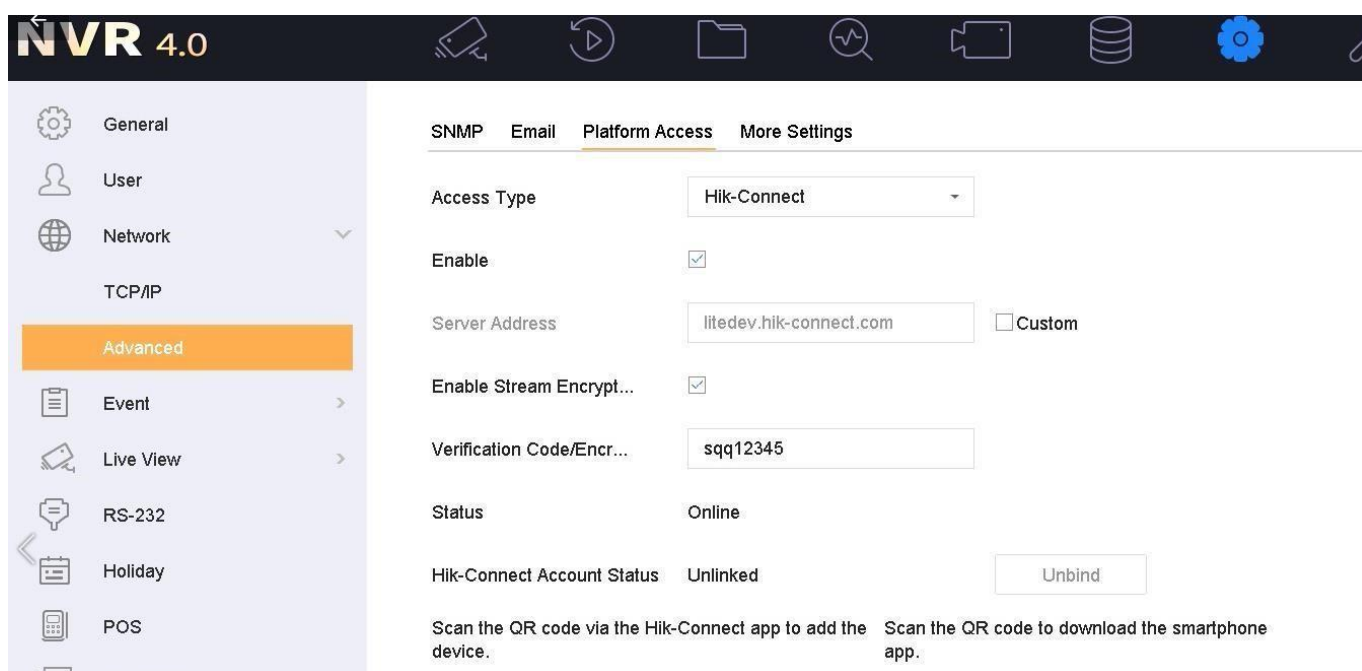 NVR 4.0
General
User
Network
TCP/IP
Advanced
Event
Live View
RS-232
Holiday
POS
SNMP Email Platform Access More Settings
Access Type Hik-Connect
Enable
Server Address litedev.hik-connect.com Custom
Enable Stream Encrypt...
Verification Code/Encr... sqq12345
Status Online
Hik-Connect Account Status Unlinked Unbind
Scan the QR code via the Hik-Connect app to add the
device.
Scan the QR code to download the smartphone
app.